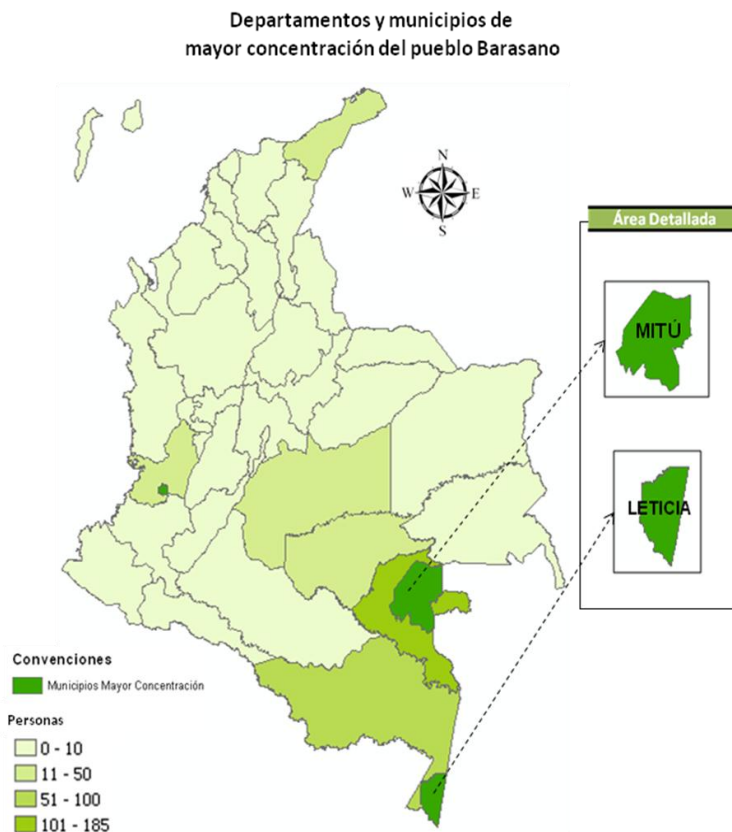 Departamentos y municipios de
mayor concentración del pueblo Barasano
N
W
E
S
Área Detallada
MITÚ
LETICIA
Convenciones
Municipios Mayor Concentración
Personas
0 - 10
11 - 50
51 - 100
101 - 185